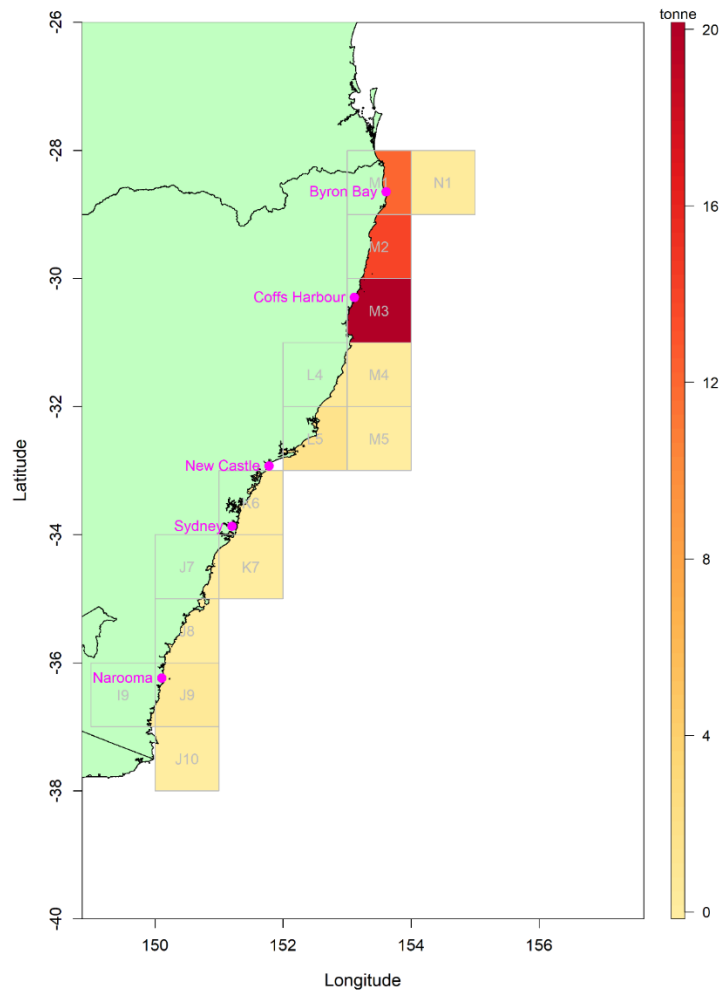 tonne
-26
20
-28
M1
N1
Byron Bay
16
M2
-30
Coffs Harbour
M3
12
L4
M4
-32
L5
M5
New Castle
K6
Sydney
8
-34
J7
K7
J8
-36
Narooma
I9
J9
4
J10
-38
0
-40
150
152
154
156
Longitude
Latitude